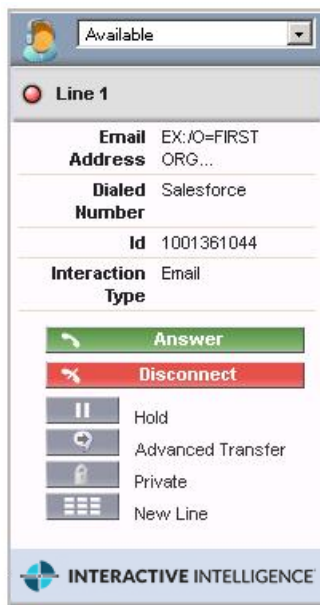 Available
Line 1
Email Address EX:/O=FIRST ORG...
Dialed Number Salesforce
Id 1001361044
Interaction Type Email
Answer
Disconnect
Hold
Advanced Transfer
Private
New Line
INTERACTIVE INTELLIGENCE